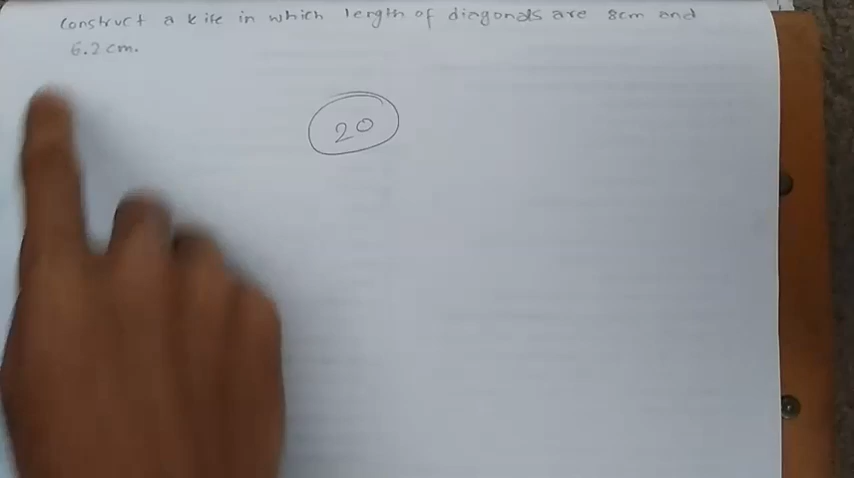 construct a kite in which length of diagonals are 8cm and
6.2 cm.
20